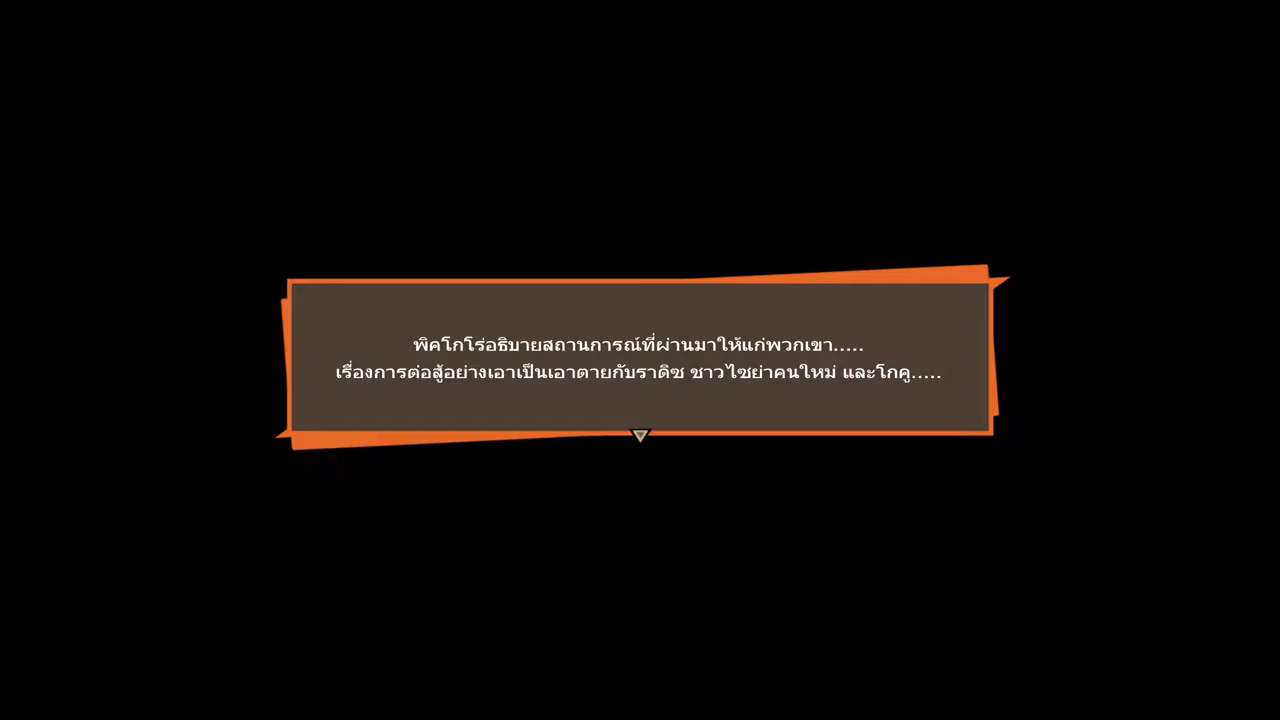 พิคโกโร่อธิบายสถานการณ์ที่ผ่านมาให้แก่พวกเขา.....
เรื่องการต่อสู้อย่างเอาเป็นเอาตายกับราดิซ ชาวไซย่าคนใหม่ และโกคู.....